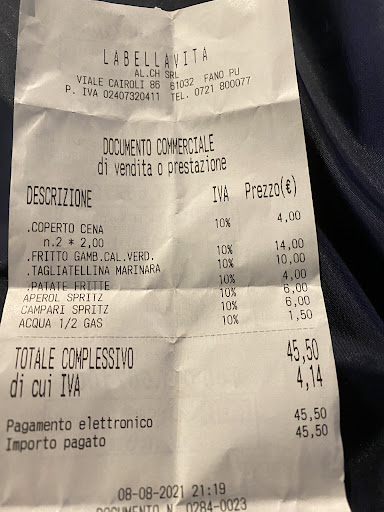 LABELLAVITA
AL.CH SRL
VIALE CAIROLI 86 61032 FANO PU
P. IVA 02407320411 TEL. 0721 800077
DOCUMENTO COMMERCIALE
di vendita o prestazione
DESCRIZIONE IVA Prezzo(€)
.COPERTO CENA 10% 4,00
n.2 * 2,00
.FRITTO GAMB.CAL.VERD. 10% 14,00
.TAGLIATELLINA MARINARA 10% 10,00
.PATATE FRITTE 10% 4,00
APEROL SPRITZ 10% 6,00
CAMPARI SPRITZ 10% 6,00
ACQUA 1/2 GAS 10% 1,50
TOTALE COMPLESSIVO 45,50
di cui IVA 4,14
Pagamento elettronico 45,50
Importo pagato 45,50
08-08-2021 21:19
DOCUMENTO N. 0284-0023